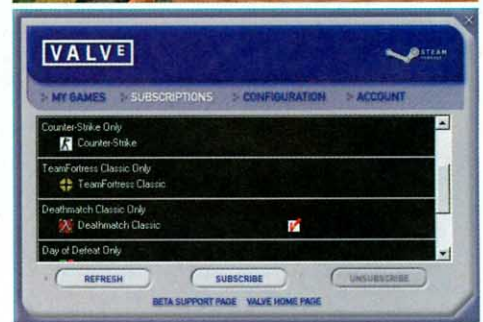 VALVE
STEAM
> MY GAMES > SUBSCRIPTIONS > CONFIGURATION > ACCOUNT
Counter-Strike Only
Counter-Strike
TeamFortress Classic Only
TeamFortress Classic
Deathmatch Classic Only
Deathmatch Classic
Day of Defeat Only
REFRESH SUBSCRIBE UNSUBSCRIBE
BETA SUPPORT PAGE VALVE HOME PAGE